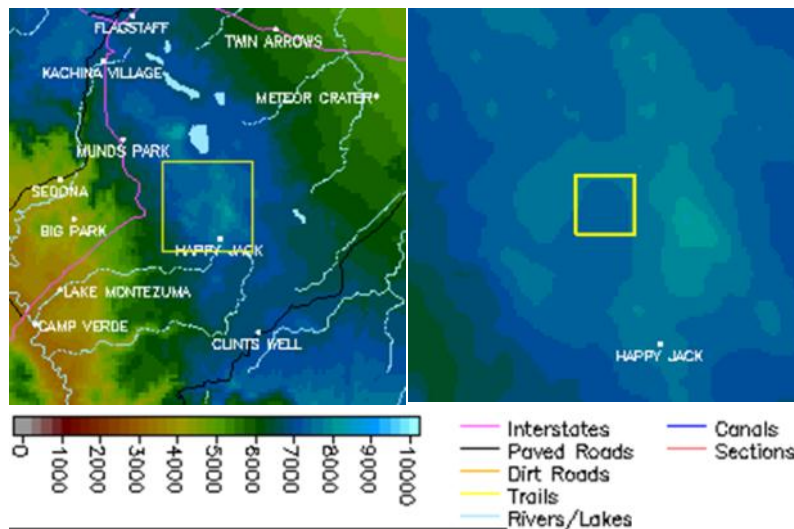 FLAGSTAFF
TWIN ARROWS
KACHINA VILLAGE
METEOR CRATER
MUNDS PARK
SEDONA
BIG PARK
HAPPY JACK
LAKE MONTEZUMA
CAMP VERDE
CLINTS WELL
HAPPY JACK
0
1000
2000
3000
4000
5000
6000
7000
8000
9000
10000
Interstates
Paved Roads
Dirt Roads
Trails
Rivers/Lakes
Canals
Sections